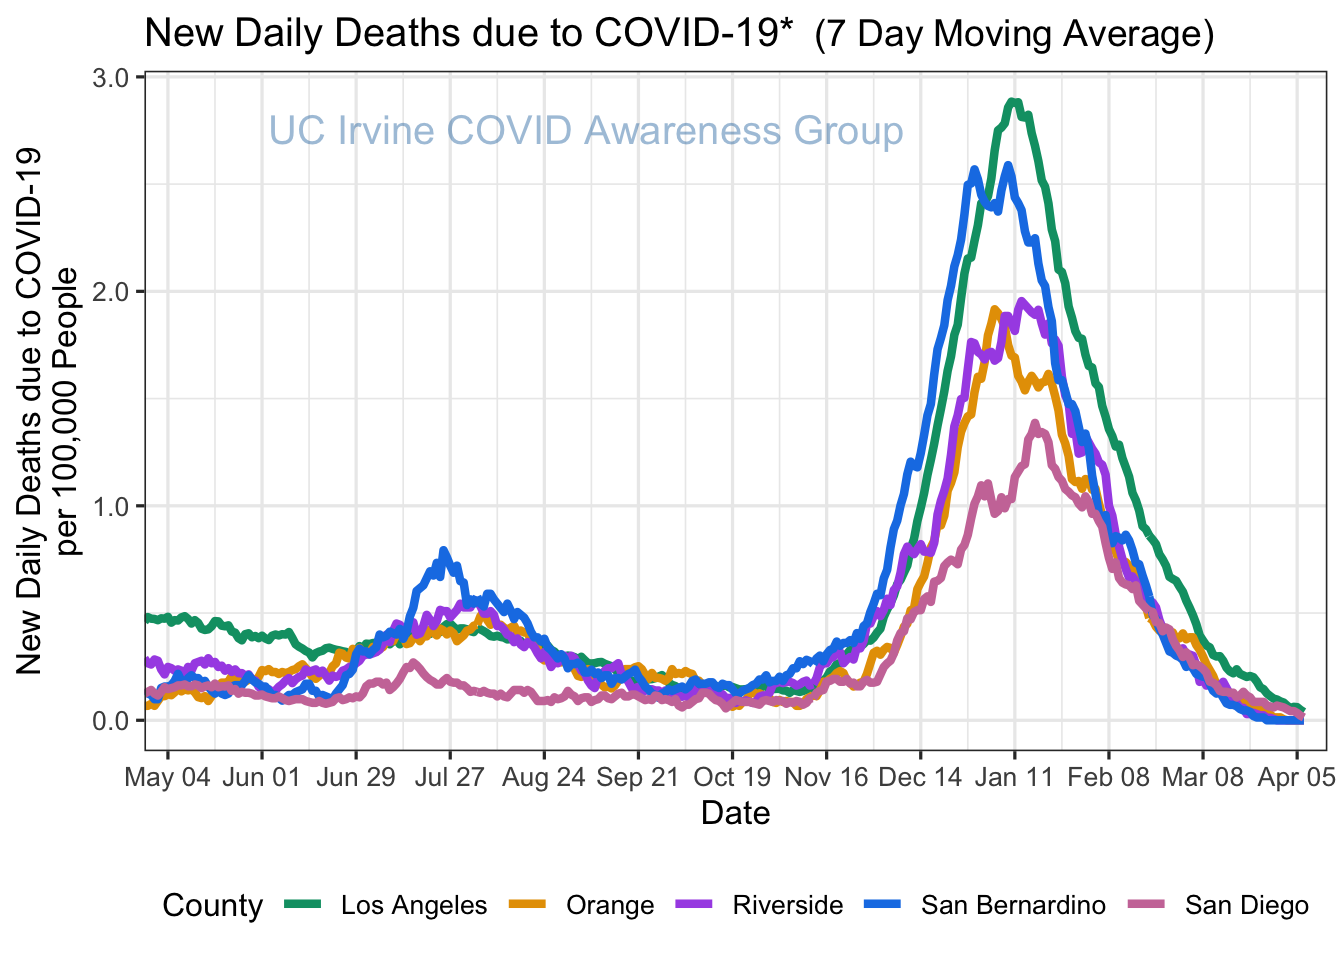 New Daily Deaths due to COVID-19* (7 Day Moving Average)
UC Irvine COVID Awareness Group
New Daily Deaths due to COVID-19
per 100,000 People
3.0
2.0
1.0
0.0
May 04 Jun 01 Jun 29 Jul 27 Aug 24 Sep 21 Oct 19 Nov 16 Dec 14 Jan 11 Feb 08 Mar 08 Apr 05
Date
County Los Angeles Orange Riverside San Bernardino San Diego